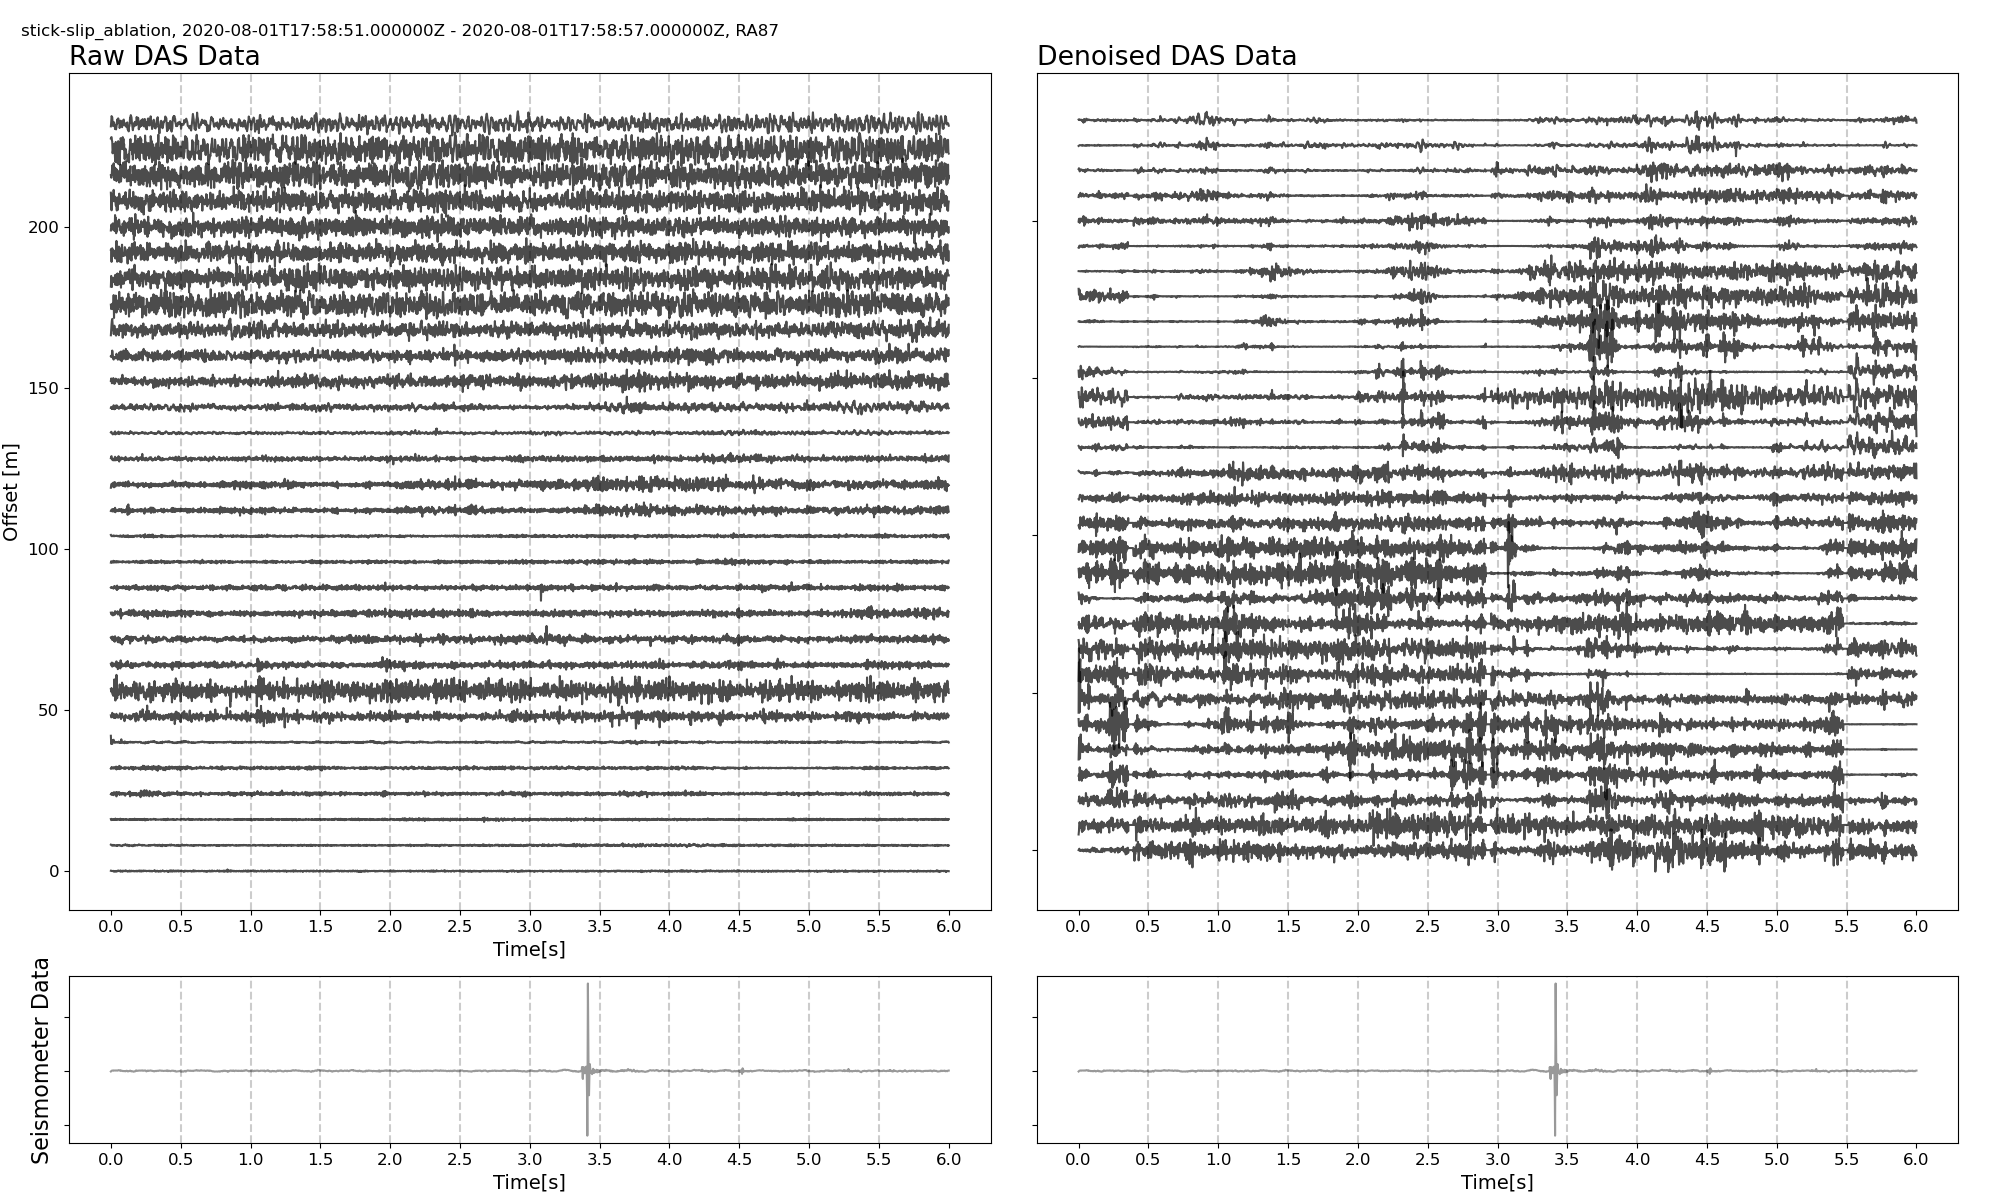 stick-slip_ablation, 2020-08-01T17:58:51.000000Z - 2020-08-01T17:58:57.000000Z, RA87
Raw DAS Data
Denoised DAS Data
Offset [m]
200
150
100
50
0
0.0 0.5 1.0 1.5 2.0 2.5 3.0 3.5 4.0 4.5 5.0 5.5 6.0
Time[s]
0.0 0.5 1.0 1.5 2.0 2.5 3.0 3.5 4.0 4.5 5.0 5.5 6.0
Seismometer Data
0.0 0.5 1.0 1.5 2.0 2.5 3.0 3.5 4.0 4.5 5.0 5.5 6.0
Time[s]
0.0 0.5 1.0 1.5 2.0 2.5 3.0 3.5 4.0 4.5 5.0 5.5 6.0
Time[s]